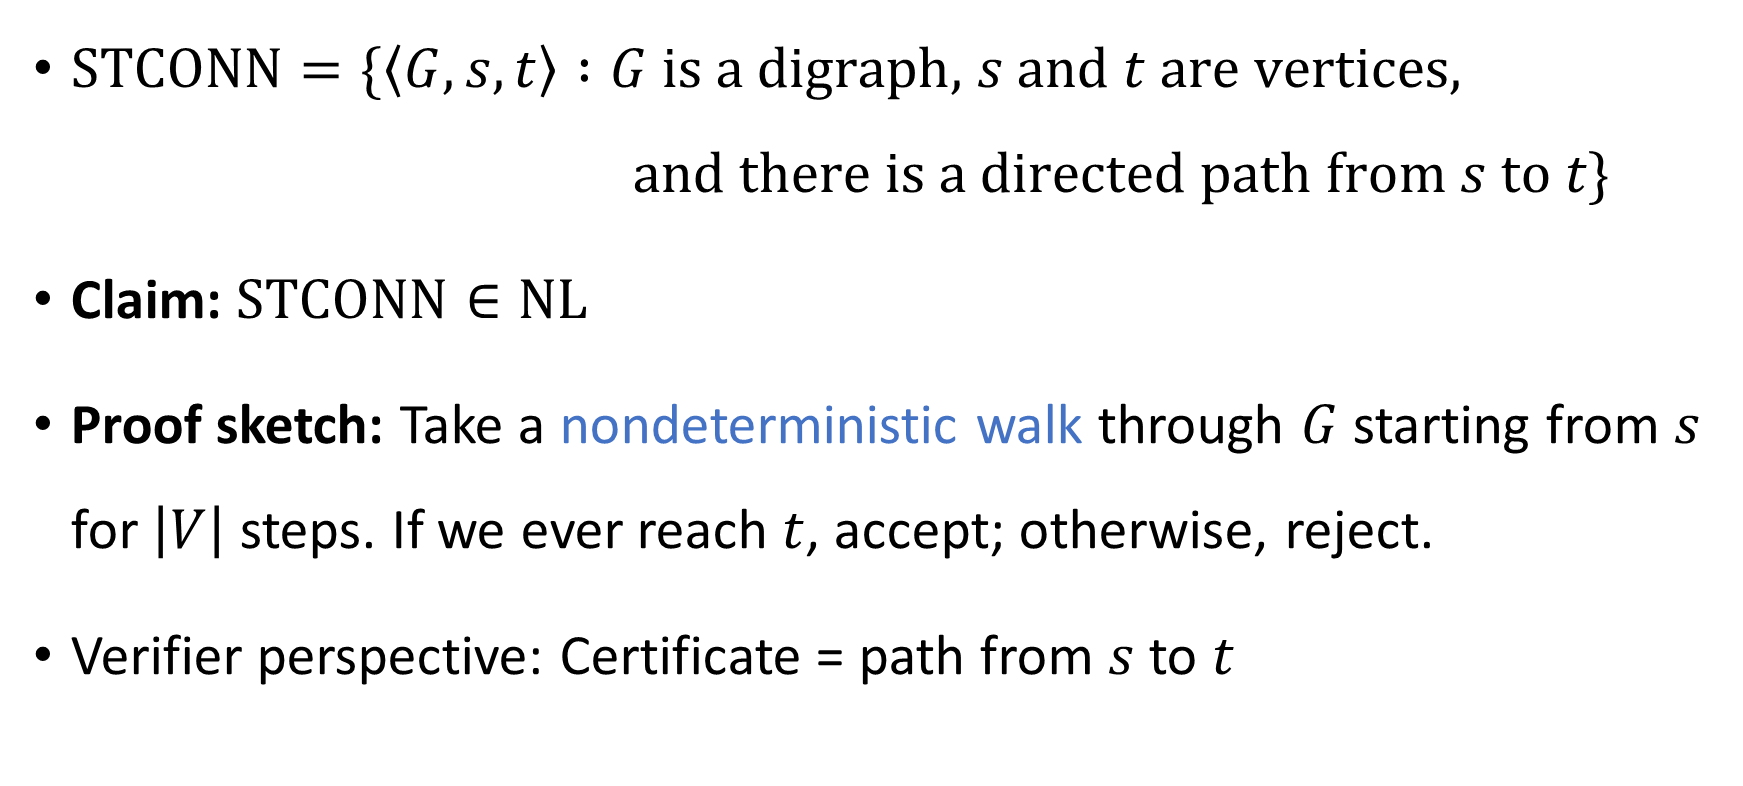 • STCONN = {⟨G, s, t⟩ : G is a digraph, s and t are vertices,
and there is a directed path from s to t}
• Claim: STCONN ∈ NL
• Proof sketch: Take a nondeterministic walk through G starting from s
for |V| steps. If we ever reach t, accept; otherwise, reject.
• Verifier perspective: Certificate = path from s to t